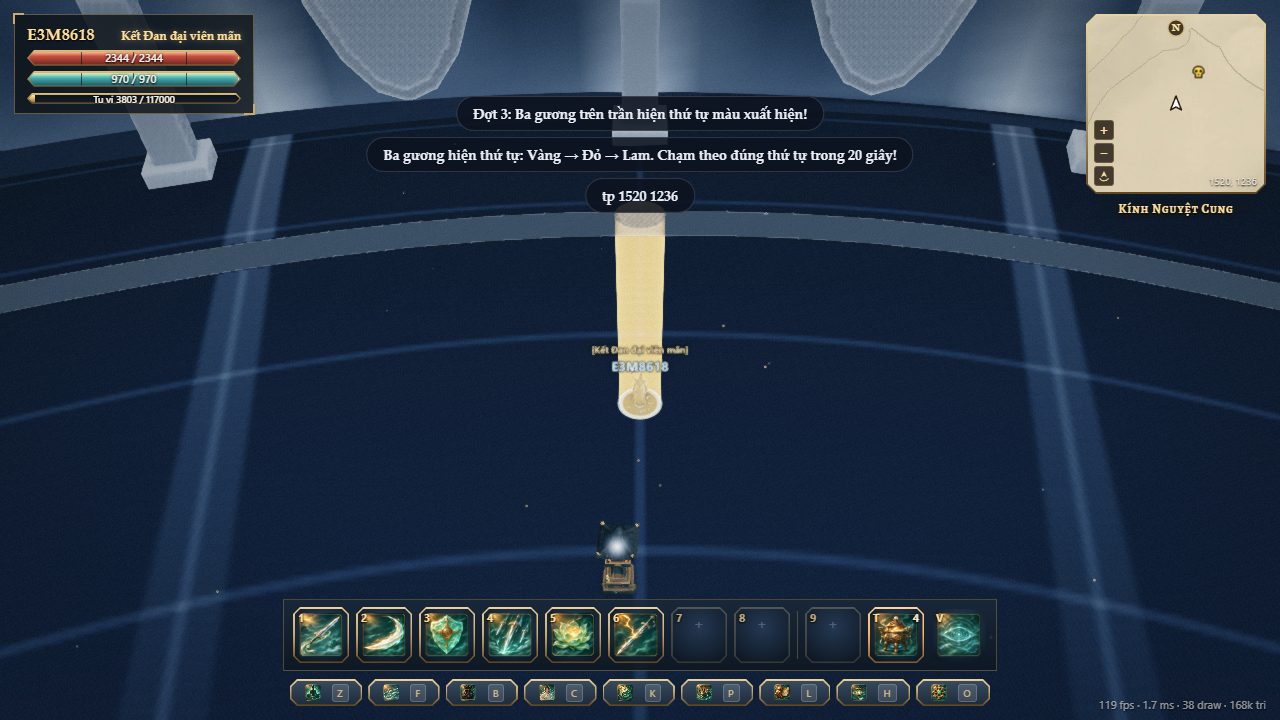 E3M8618 Kết Đan đại viên mãn
2344 / 2344
970 / 970
Tu vi 3803 / 117000
Đợt 3: Ba gương trên trần hiện thứ tự màu xuất hiện!
Ba gương hiện thứ tự: Vàng → Đỏ → Lam. Chạm theo đúng thứ tự trong 20 giây!
tp 1520 1236
N
+
−
1520, 1236
Kính Nguyệt Cung
[Kết Đan đại viên mãn]
E3M8618
1 2 3 4 5 6 7 + 8 + 9 + T 4 V
Z F B C K P L H O
119 fps · 1.7 ms · 38 draw · 168k tri